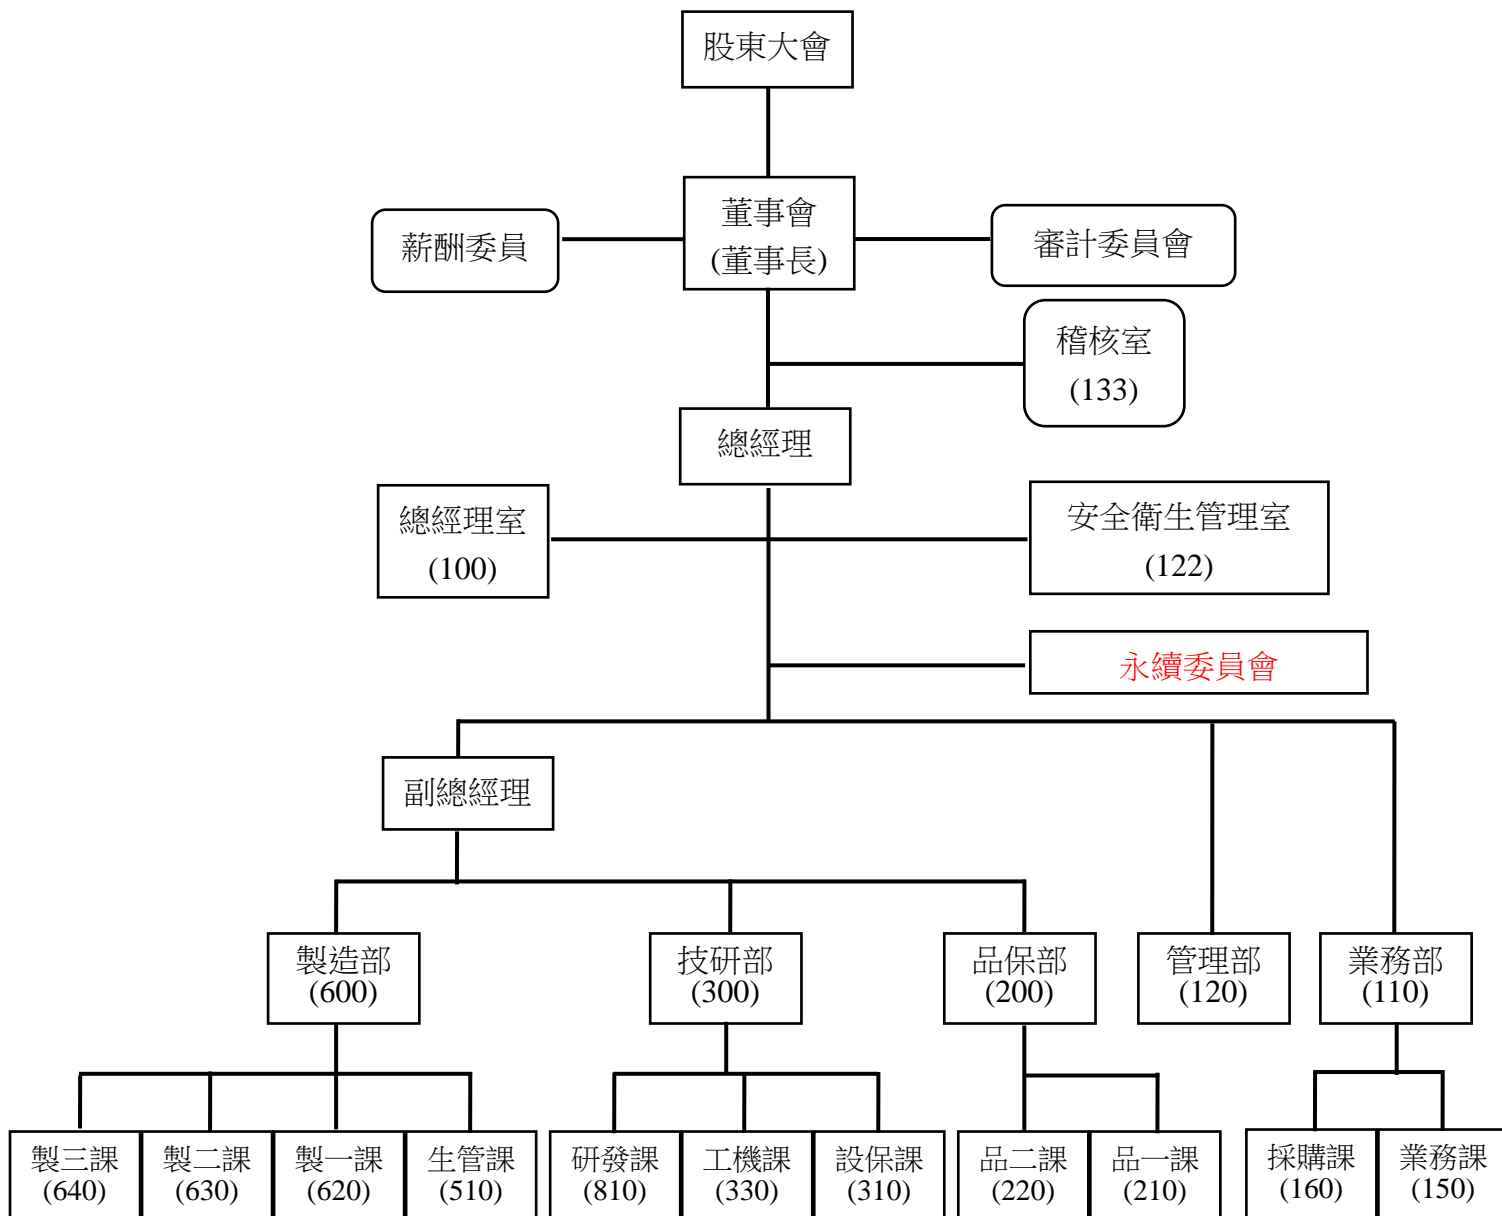 股東大會
董事會
(董事長)
薪酬委員
審計委員會
稽核室
(133)
總經理
總經理室
(100)
安全衛生管理室
(122)
永續委員會
副總經理
製造部
(600)
技研部
(300)
品保部
(200)
管理部
(120)
業務部
(110)
製三課
(640)
製二課
(630)
製一課
(620)
生管課
(510)
研發課
(810)
工機課
(330)
設保課
(310)
品二課
(220)
品一課
(210)
採購課
(160)
業務課
(150)